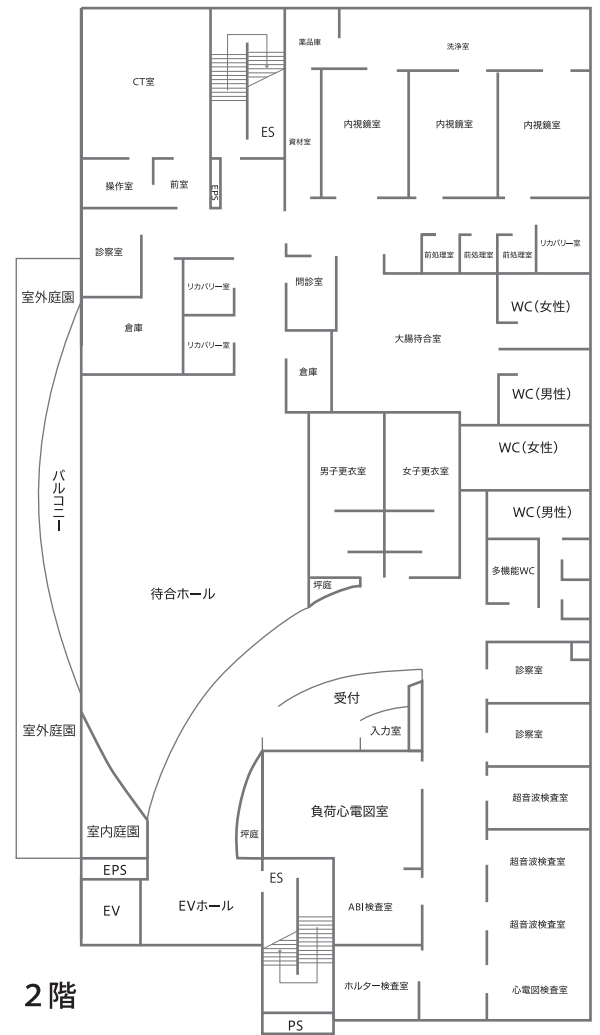 薬品庫
洗浄室
CT室
ES
内視鏡室
内視鏡室
内視鏡室
資材室
操作室
前室
EPS
診察室
問診室
前処理室
前処理室
前処理室
リカバリー室
リカバリー室
室外庭園
WC(女性)
倉庫
大腸待合室
リカバリー室
倉庫
WC(男性)
WC(女性)
男子更衣室
女子更衣室
バルコニー
WC(男性)
多機能WC
待合ホール
坪庭
診察室
受付
室外庭園
入力室
診察室
超音波検査室
負荷心電図室
室内庭園
坪庭
超音波検査室
EPS
ES
EV
EVホール
ABI検査室
超音波検査室
ホルター検査室
心電図検査室
2階
PS